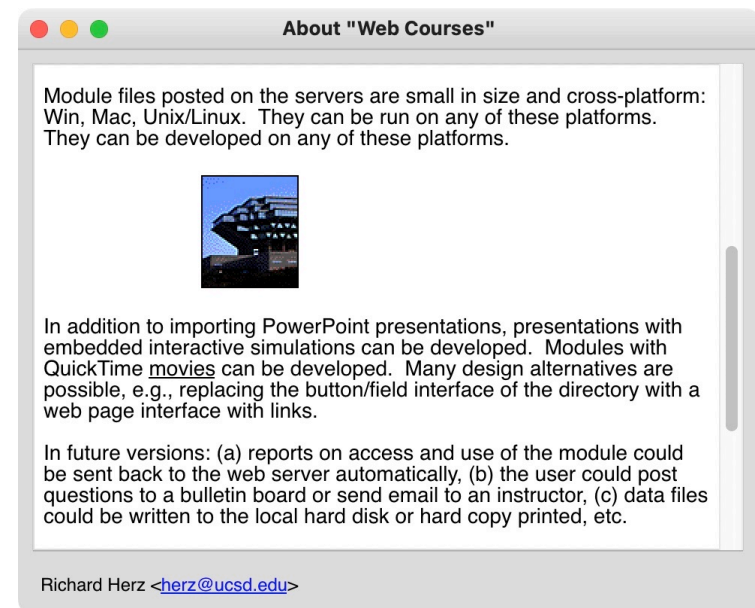 About "Web Courses"
Module files posted on the servers are small in size and cross-platform:
Win, Mac, Unix/Linux.  They can be run on any of these platforms.
They can be developed on any of these platforms.
In addition to importing PowerPoint presentations, presentations with
embedded interactive simulations can be developed.  Modules with
QuickTime movies can be developed.  Many design alternatives are
possible, e.g., replacing the button/field interface of the directory with a
web page interface with links.
In future versions: (a) reports on access and use of the module could
be sent back to the web server automatically, (b) the user could post
questions to a bulletin board or send email to an instructor, (c) data files
could be written to the local hard disk or hard copy printed, etc.
Richard Herz <herz@ucsd.edu>